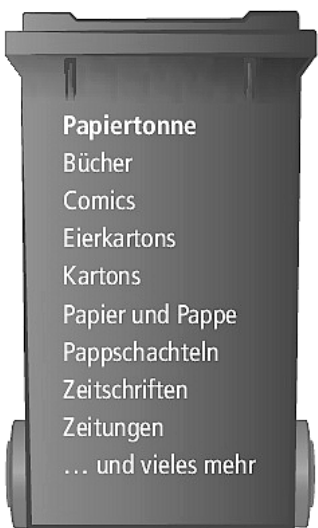 Papiertonne
Bücher
Comics
Eierkartons
Kartons
Papier und Pappe
Pappschachteln
Zeitschriften
Zeitungen
… und vieles mehr